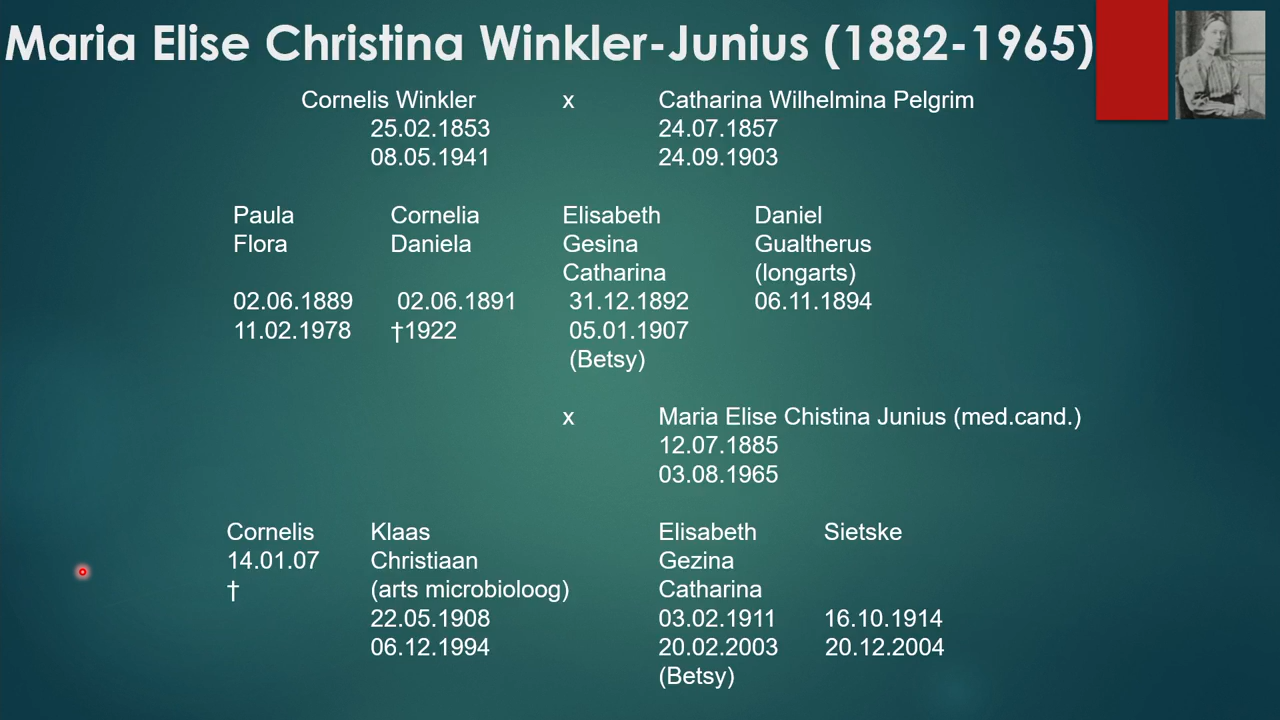 Maria Elise Christina Winkler-Junius (1882-1965)
Cornelis Winkler x Catharina Wilhelmina Pelgrim
25.02.1853 24.07.1857
08.05.1941 24.09.1903
Paula Cornelia Elisabeth Daniel
Flora Daniela Gesina Gualtherus
Catharina (longarts)
02.06.1889 02.06.1891 31.12.1892 06.11.1894
11.02.1978 †1922 05.01.1907
(Betsy)
x Maria Elise Chistina Junius (med.cand.)
12.07.1885
03.08.1965
Cornelis Klaas Elisabeth Sietske
14.01.07 Christiaan Gezina
† (arts microbioloog) Catharina
22.05.1908 03.02.1911 16.10.1914
06.12.1994 20.02.2003 20.12.2004
(Betsy)